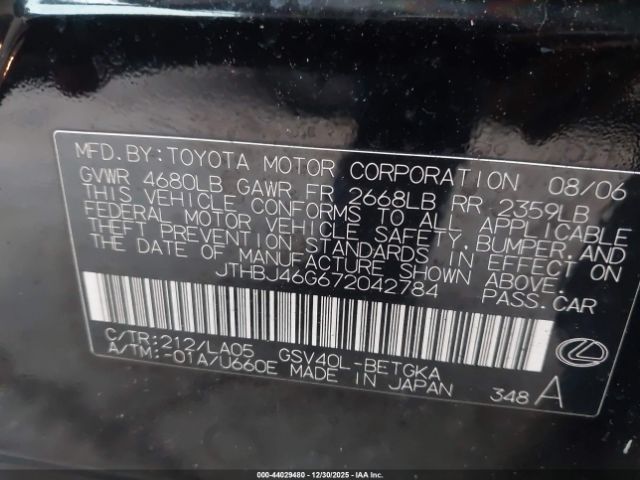 MFD.BY:TOYOTA MOTOR CORPORATION 08/06
GVWR 4680LB GAWR FR 2668LB RR 2359LB
THIS VEHICLE CONFORMS TO ALL APPLICABLE
FEDERAL MOTOR VEHICLE SAFETY, BUMPER, AND
THEFT PREVENTION STANDARDS IN EFFECT ON
THE DATE OF MANUFACTURE SHOWN ABOVE.
JTHBJ46G672042784 PASS.CAR
C/TR:212/LA05 GSV40L-BETGKA
A/TM:-01A/U660E MADE IN JAPAN 348 A
000-44029480 - 12/30/2025 - IAA Inc.